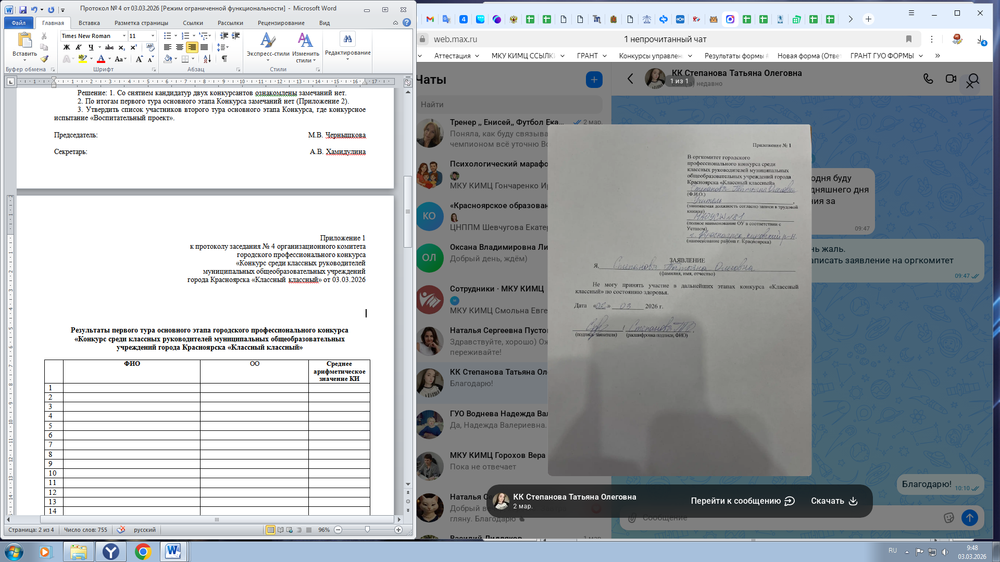 Протокол № 4 от 03.03.2026 [Режим ограниченной функциональности] - Microsoft Word
Файл
Главная
Вставка
Разметка страницы
Ссылки
Рассылки
Рецензирование
Вид
Вставить
Times New Roman
11
Экспресс-стили
Изменить стили
Редактирование
Буфер обмена
Шрифт
Абзац
Стили
Решение: 1. Со снятием кандидатур двух конкурсантов ознакомлены замечаний нет.
2. По итогам первого тура основного этапа Конкурса замечаний нет (Приложение 2).
3. Утвердить список участников второго тура основного этапа Конкурса, где конкурсное
испытание «Воспитательный проект».
Председатель: М.В. Чернышкова
Секретарь: А.В. Хамидулина
Приложение 1
к протоколу заседания № 4 организационного комитета
городского профессионального конкурса
«Конкурс среди классных руководителей
муниципальных общеобразовательных учреждений
города Красноярска «Классный классный» от 03.03.2026
Результаты первого тура основного этапа городского профессионального конкурса
«Конкурс среди классных руководителей муниципальных общеобразовательных
учреждений города Красноярска «Классный классный»
ФИО
ОО
Среднее
арифметическое
значение КИ
1
2
3
4
5
6
7
8
9
10
11
12
13
14
Страница: 2 из 4
Число слов: 755
русский
96%
web.max.ru
1 непрочитанный чат
Аттестация
МКУ КИМЦ ССЫЛК
ГРАНТ
Конкурсы управлен
Результаты формы
Новая форма (Отве
ГРАНТ ГУО ФОРМЫ
Чаты
Найти
Тренер ,, Енисей,, Футбол Ека... 2 мар.
Поняла, как буду связыва
чемпионом всё уточню Во
Психологический марафо
МКУ КИМЦ Гончаренко Ир
КО
«Красноярское образован
ЦНППМ Шевчугова Екатер
ОЛ
Оксана Владимировна Ли
Добрый день, ждём)
Сотрудники · МКУ КИМЦ
МКУ КИМЦ Смольна Евге
Наталья Сергеевна Пусто
Здравствуйте, хорошо) Ож
переживайте!
КК Степанова Татьяна Ол
Благодарю!
ГУО Воднева Надежда Вал
Да, Надежда Валериевна.
МКУ КИМЦ Горохов Вера
Пока не отвечает
Наталья С
Добрый ве
гляну. Благодарю
Василий Дидляков
1 мар.
КК Степанова Татьяна Олеговна
недавно
1 из 1
одня буду
дняшнего дня
ия за
09:47
нь жаль.
аписать заявление на оргкомитет
09:47
Благодарю! 10:10
Сообщение
Приложение № 1
В оргкомитет городского
профессионального конкурса среди
классных руководителей муниципальных
общеобразовательных учреждений города
Красноярска «Классный классный»
Степанова Татьяна Олеговна
(Ф.И.О.)
Учитель
(занимаемая должность согласно записи в трудовой
книжке)
(полное наименование ОУ в соответствии с
Уставом)
г. Красноярск, Кировский р-н.
(наименование района г. Красноярска)
ЗАЯВЛЕНИЕ
Я, Степанова Татьяна Олеговна
(фамилия, имя, отчество)
Не могу принять участие в дальнейших этапах конкурса «Классный
классный» по состоянию здоровья.
Дата «02» 03 2026 г.
/ Степанова Т.О.
(подпись заявителя) (расшифровка подписи, ФИО)
КК Степанова Татьяна Олеговна
2 мар.
Перейти к сообщению
Скачать
RU
9:48
03.03.2026